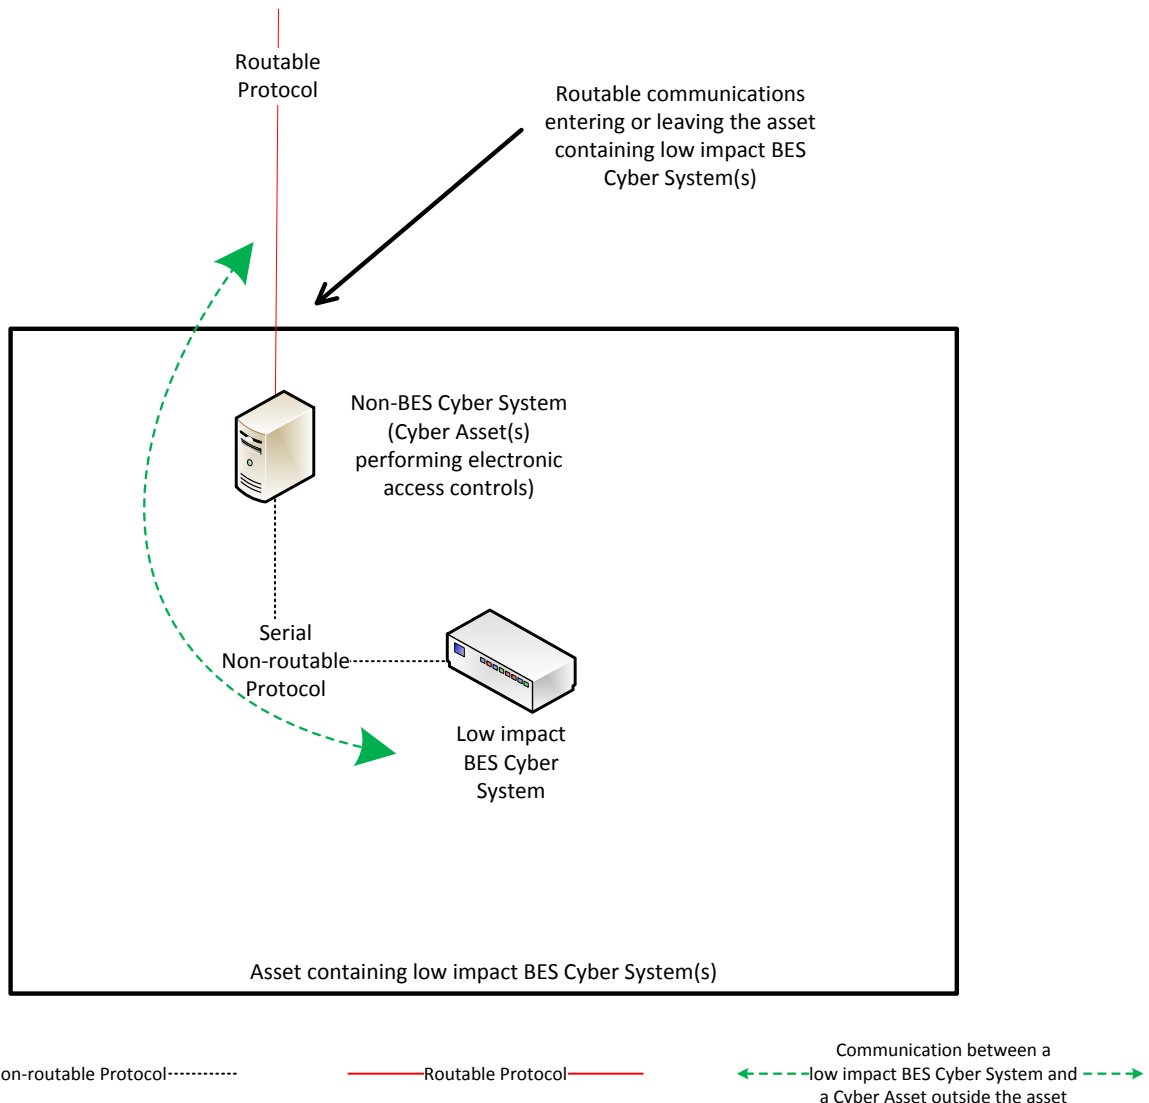 Routable
Protocol
Routable communications
entering or leaving the asset
containing low impact BES
Cyber System(s)
Non-BES Cyber System
(Cyber Asset(s)
performing electronic
access controls)
Serial
Non-routable
Protocol
Low impact
BES Cyber
System
Asset containing low impact BES Cyber System(s)
on-routable Protocol
Routable Protocol
Communication between a
low impact BES Cyber System and
a Cyber Asset outside the asset